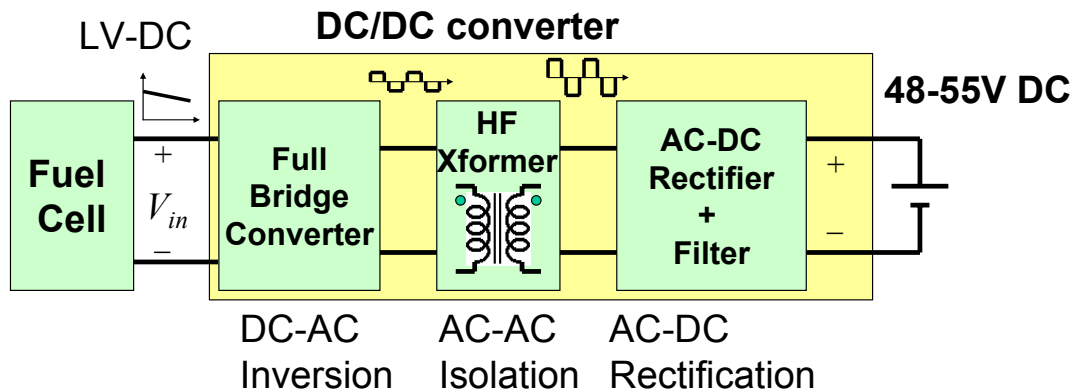 DC/DC converter
LV-DC
48-55V DC
Fuel
Cell
+
V_in
−
Full
Bridge
Converter
HF
Xformer
AC-DC
Rectifier
+
Filter
+
−
DC-AC
Inversion
AC-AC
Isolation
AC-DC
Rectification